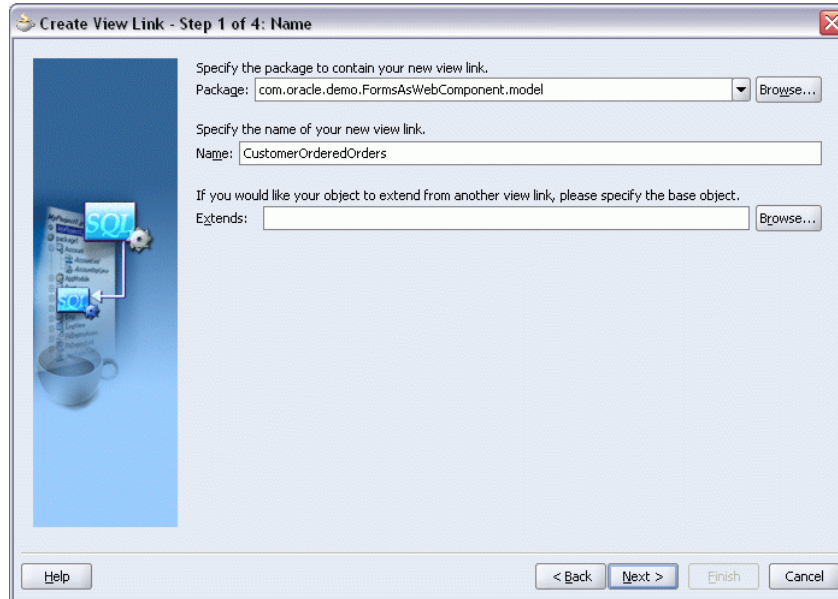 Create View Link - Step 1 of 4: Name
Specify the package to contain your new view link.
Package: com.oracle.demo.FormsAsWebComponent.model Browse...
Specify the name of your new view link.
Name: CustomerOrderedOrders
If you would like your object to extend from another view link, please specify the base object.
Extends: Browse...
SQL
SQL
Help < Back Next > Finish Cancel